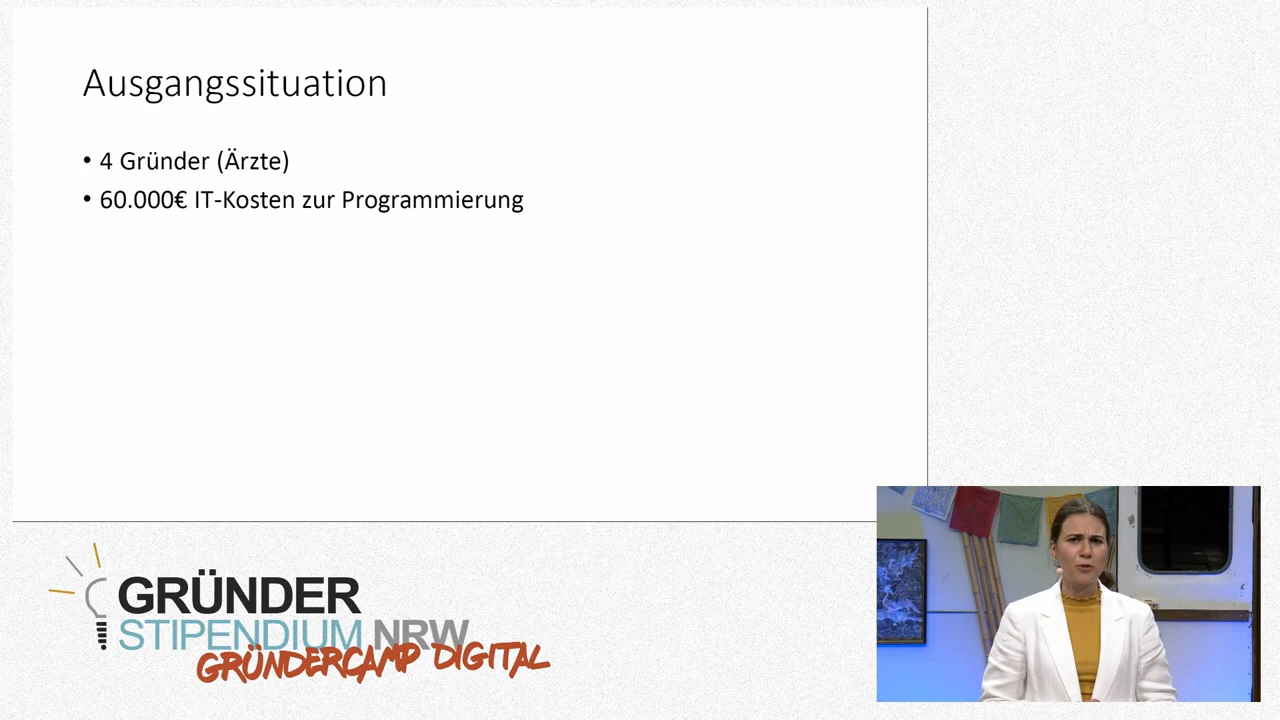 Ausgangssituation
• 4 Gründer (Ärzte)
• 60.000€ IT-Kosten zur Programmierung
GRÜNDER
STIPENDIUM NRW
GRÜNDERCAMP DIGITAL